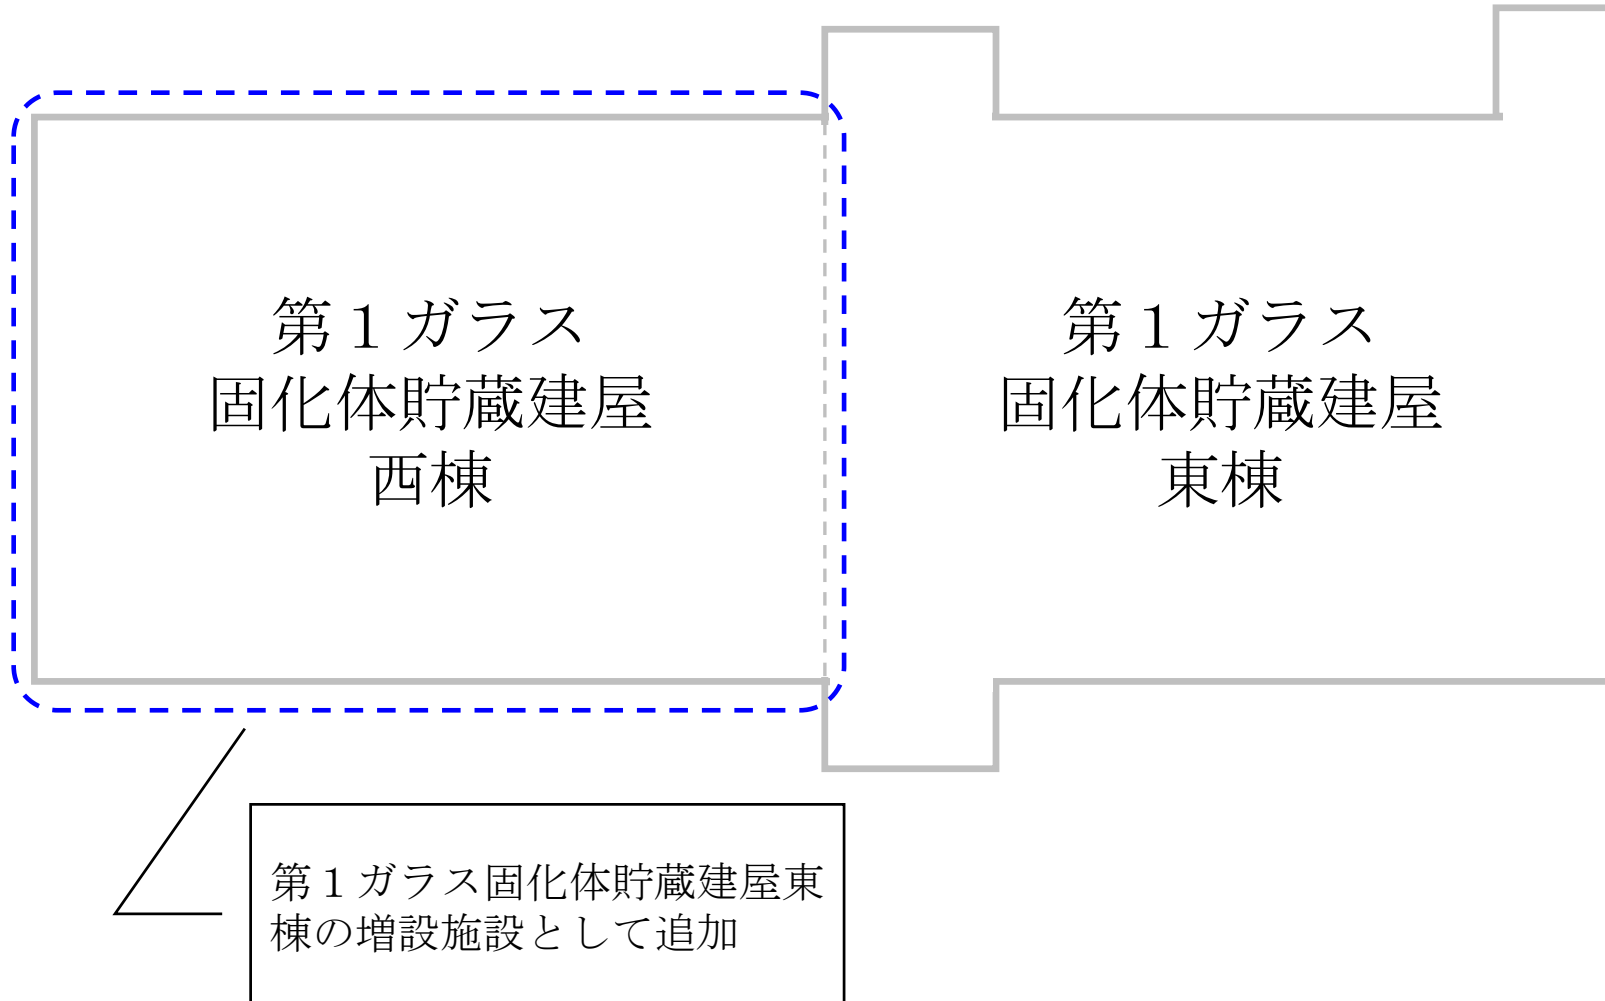 第１ガラス
固化体貯蔵建屋
西棟
第１ガラス
固化体貯蔵建屋
東棟
第１ガラス固化体貯蔵建屋東
棟の増設施設として追加